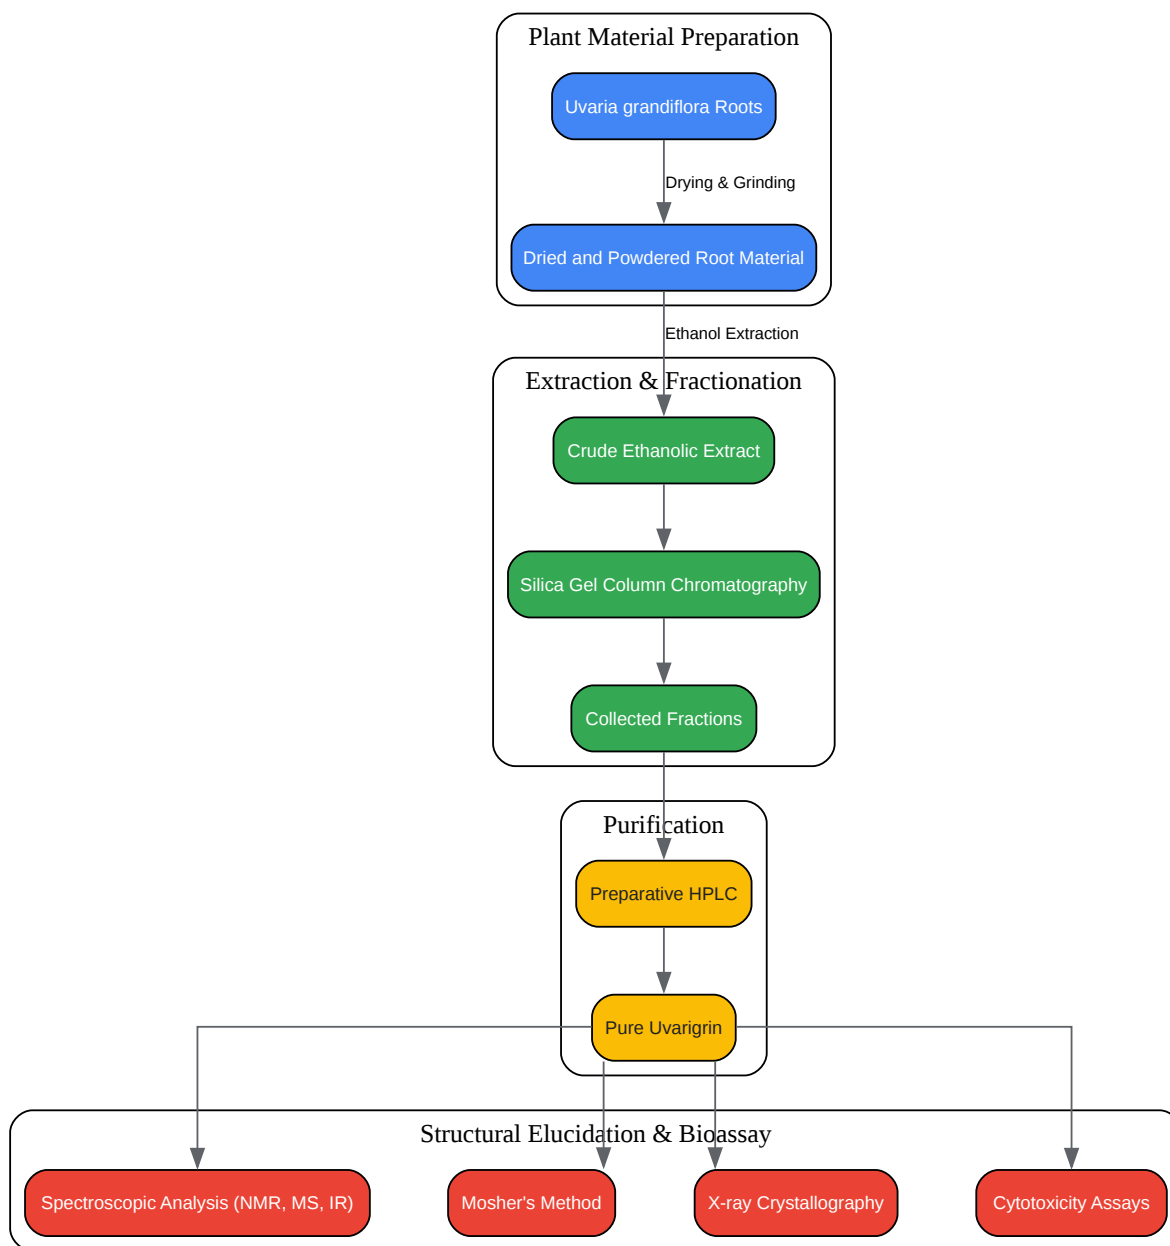 Plant Material Preparation
Uvaria grandiflora Roots
Drying & Grinding
Dried and Powdered Root Material
Ethanol Extraction
Extraction & Fractionation
Crude Ethanolic Extract
Silica Gel Column Chromatography
Collected Fractions
Purification
Preparative HPLC
Pure Uvarigrin
Structural Elucidation & Bioassay
Spectroscopic Analysis (NMR, MS, IR)
Mosher's Method
X-ray Crystallography
Cytotoxicity Assays